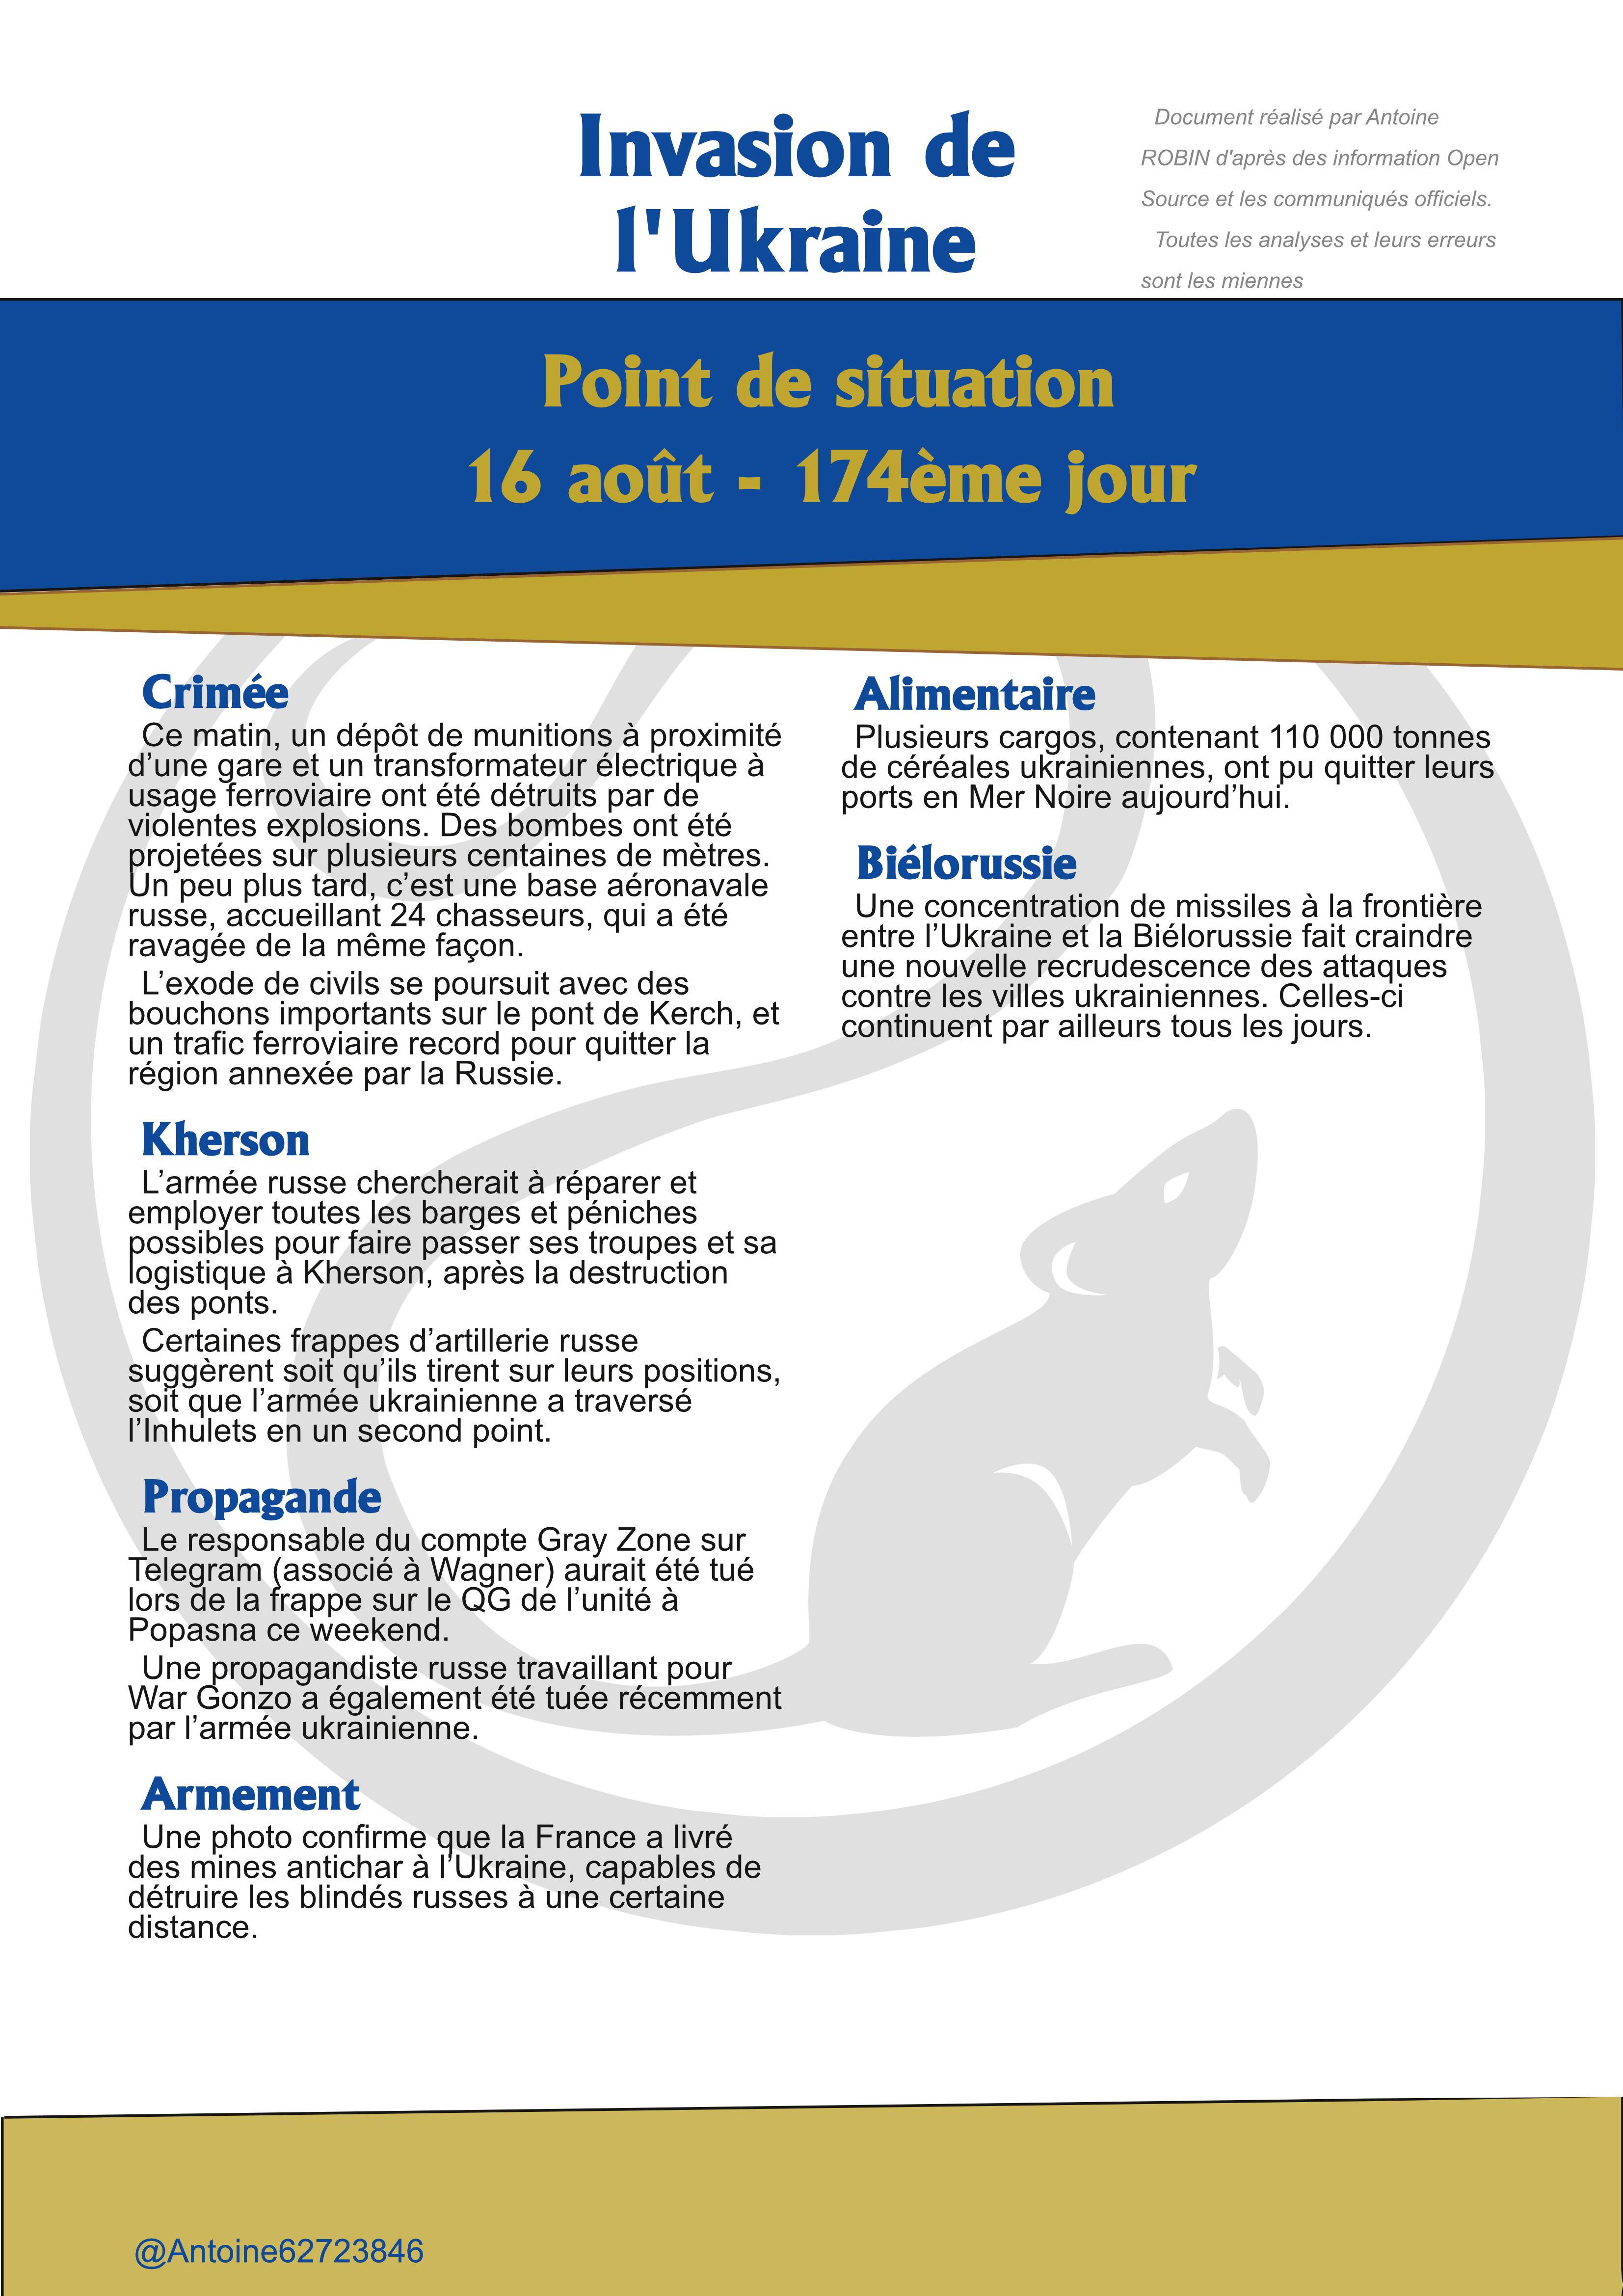 Invasion de
l'Ukraine
Document réalisé par Antoine
ROBIN d'après des information Open
Source et les communiqués officiels.
Toutes les analyses et leurs erreurs
sont les miennes
Point de situation
16 août - 174ème jour
Crimée
Ce matin, un dépôt de munitions à proximité
d’une gare et un transformateur électrique à
usage ferroviaire ont été détruits par de
violentes explosions. Des bombes ont été
projetées sur plusieurs centaines de mètres.
Un peu plus tard, c’est une base aéronavale
russe, accueillant 24 chasseurs, qui a été
ravagée de la même façon.
L’exode de civils se poursuit avec des
bouchons importants sur le pont de Kerch, et
un trafic ferroviaire record pour quitter la
région annexée par la Russie.
Kherson
L’armée russe chercherait à réparer et
employer toutes les barges et péniches
possibles pour faire passer ses troupes et sa
logistique à Kherson, après la destruction
des ponts.
Certaines frappes d’artillerie russe
suggèrent soit qu’ils tirent sur leurs positions,
soit que l’armée ukrainienne a traversé
l’Inhulets en un second point.
Propagande
Le responsable du compte Gray Zone sur
Telegram (associé à Wagner) aurait été tué
lors de la frappe sur le QG de l’unité à
Popasna ce weekend.
Une propagandiste russe travaillant pour
War Gonzo a également été tuée récemment
par l’armée ukrainienne.
Armement
Une photo confirme que la France a livré
des mines antichar à l’Ukraine, capables de
détruire les blindés russes à une certaine
distance.
Alimentaire
Plusieurs cargos, contenant 110 000 tonnes
de céréales ukrainiennes, ont pu quitter leurs
ports en Mer Noire aujourd’hui.
Biélorussie
Une concentration de missiles à la frontière
entre l’Ukraine et la Biélorussie fait craindre
une nouvelle recrudescence des attaques
contre les villes ukrainiennes. Celles-ci
continuent par ailleurs tous les jours.
@Antoine62723846